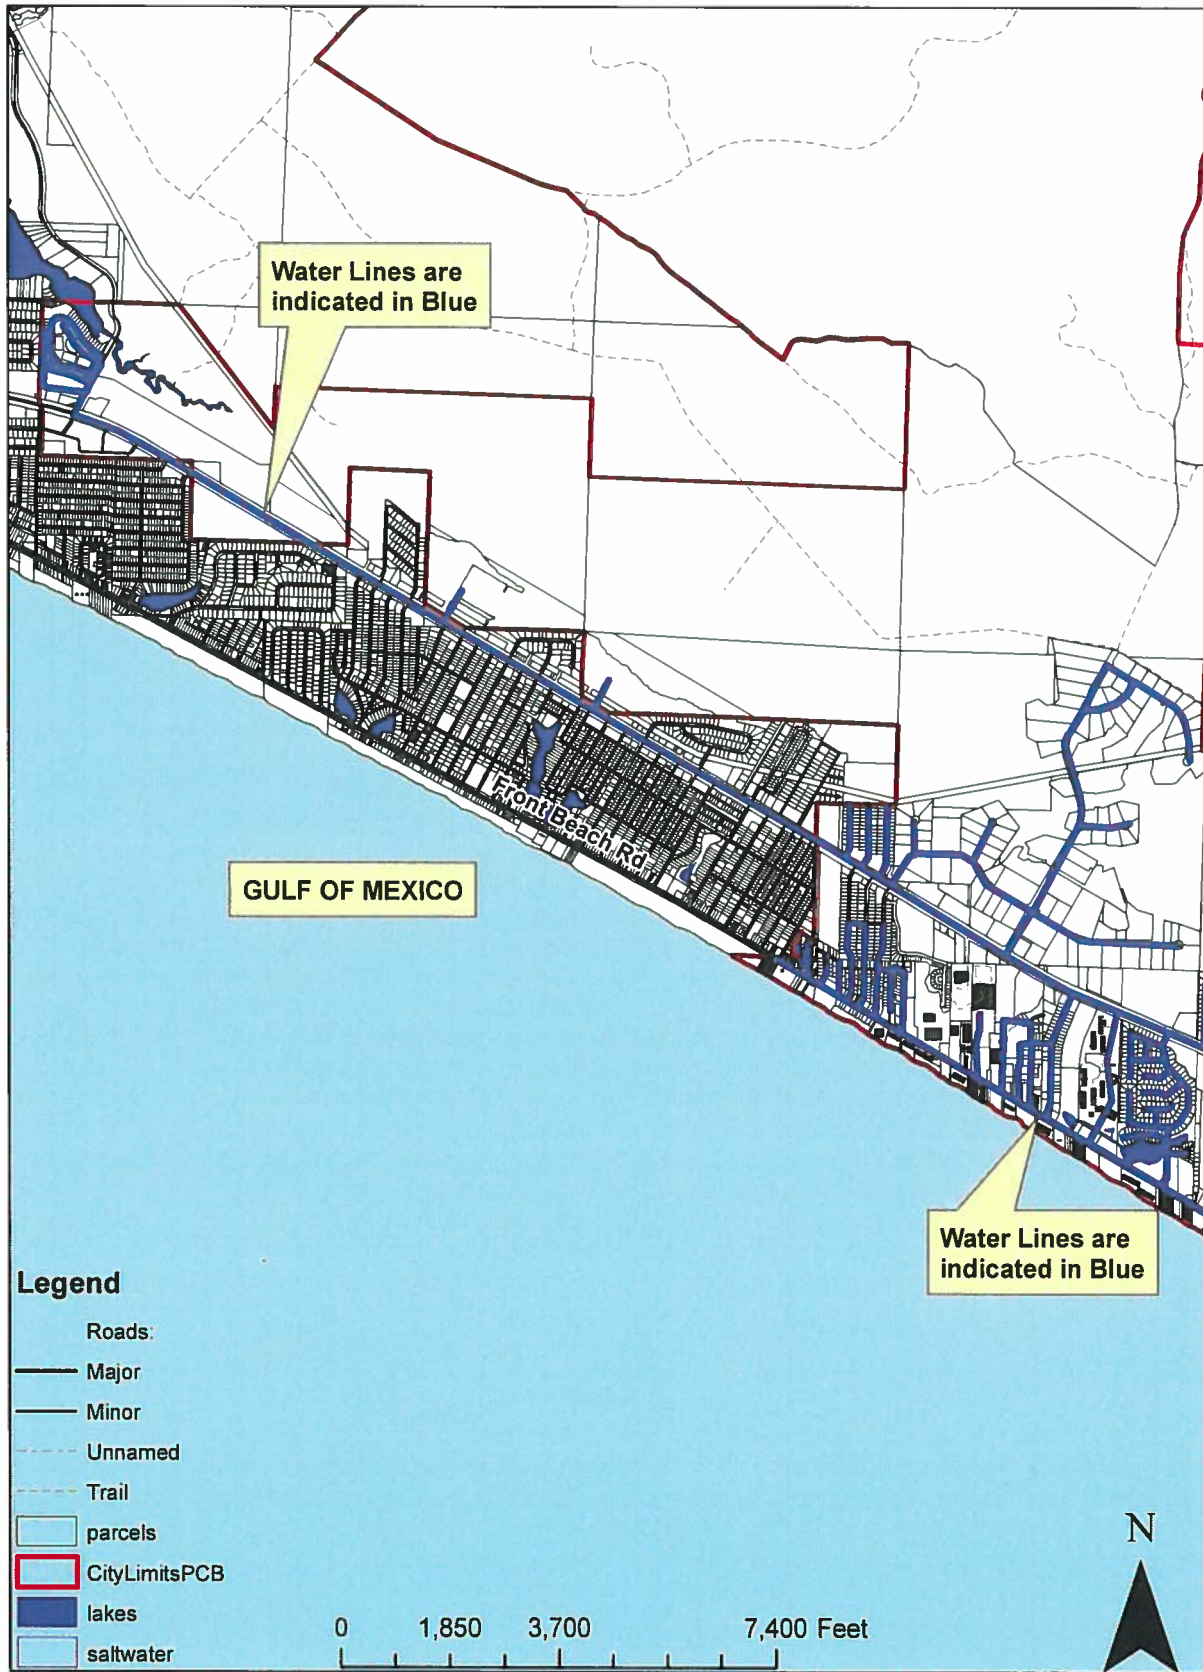 Water Lines are
indicated in Blue
Front Beach Rd
GULF OF MEXICO
Water Lines are
indicated in Blue
Legend
Roads:
Major
Minor
Unnamed
Trail
parcels
CityLimitsPCB
lakes
saltwater
0 1,850 3,700 7,400 Feet
N